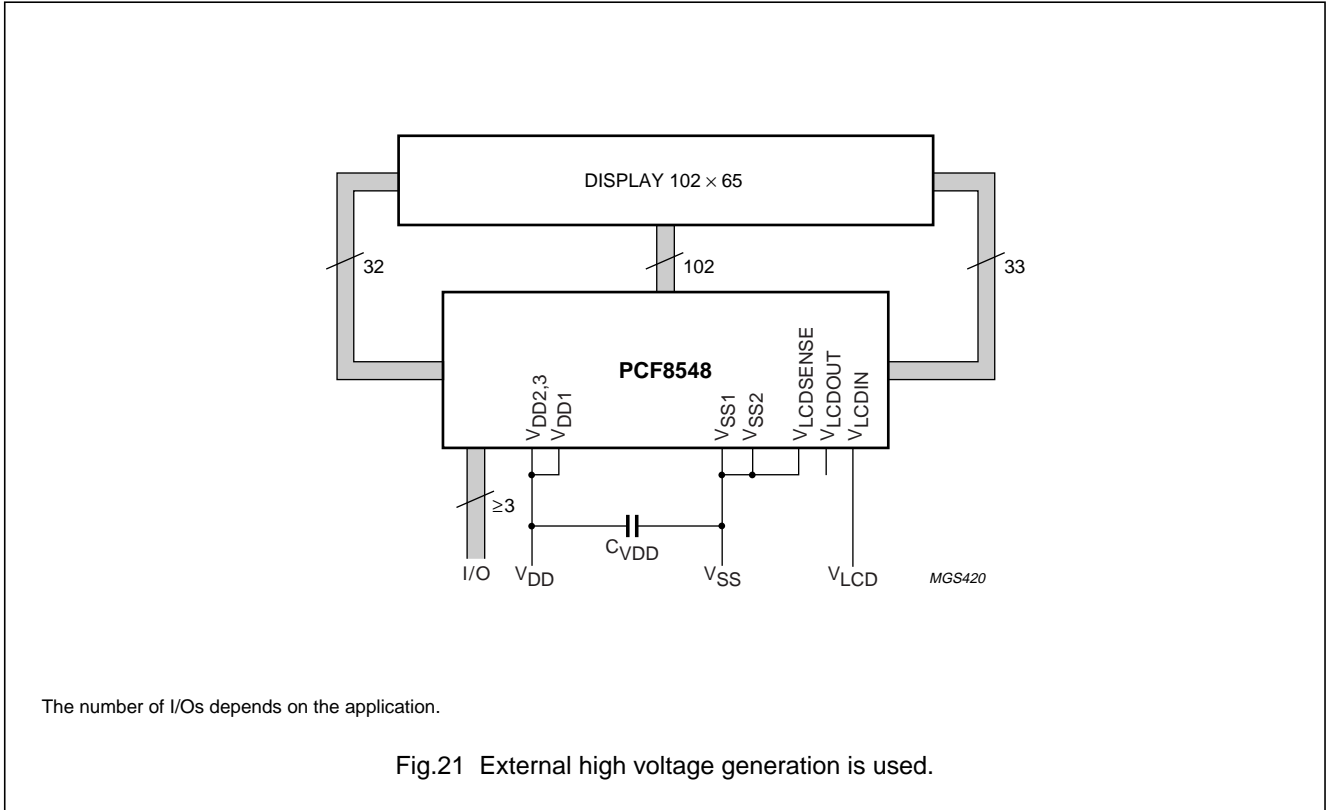 DISPLAY 102 × 65
32
102
33
PCF8548
VDD2,3
VDD1
VSS1
VSS2
VLCDSENSE
VLCDOUT
VLCDIN
≥3
CVDD
I/O
VDD
VSS
VLCD
MGS420
The number of I/Os depends on the application.
Fig.21 External high voltage generation is used.